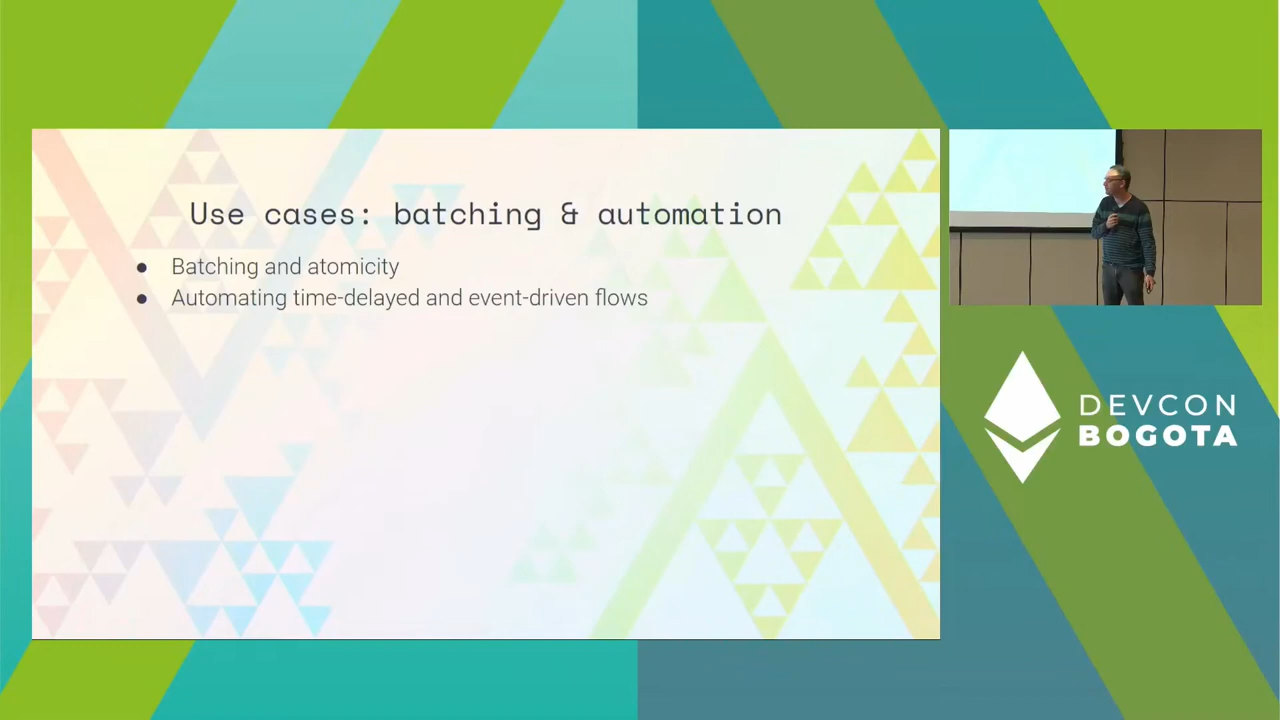 Use cases: batching & automation
● Batching and atomicity
● Automating time-delayed and event-driven flows
DEVCON
BOGOTA